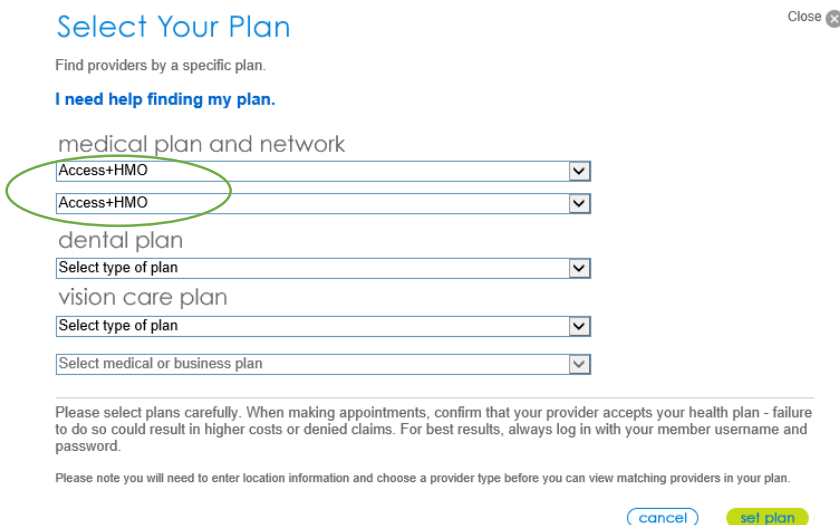 Close
Select Your Plan
Find providers by a specific plan.
I need help finding my plan.
medical plan and network
Access+HMO
Access+HMO
dental plan
Select type of plan
vision care plan
Select type of plan
Select medical or business plan
Please select plans carefully. When making appointments, confirm that your provider accepts your health plan - failure
to do so could result in higher costs or denied claims. For best results, always log in with your member username and
password.
Please note you will need to enter location information and choose a provider type before you can view matching providers in your plan.
cancel
set plan